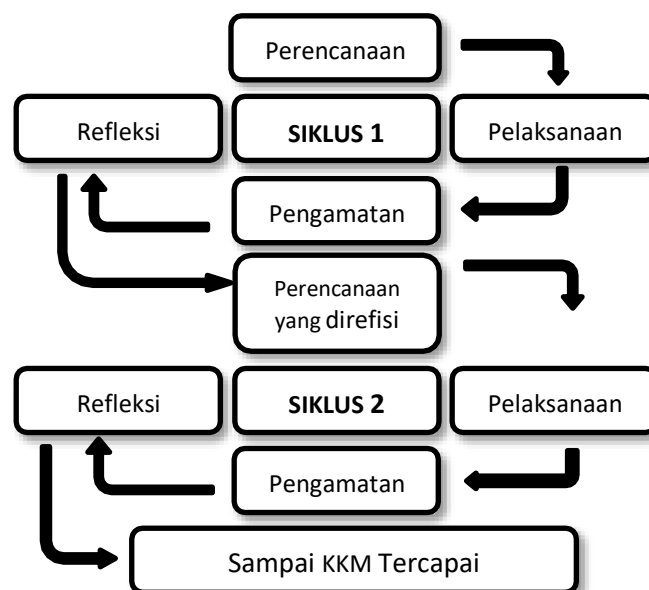 Perencanaan
Refleksi
SIKLUS 1
Pelaksanaan
Pengamatan
Perencanaan
yang direfisi
Refleksi
SIKLUS 2
Pelaksanaan
Pengamatan
Sampai KKM Tercapai